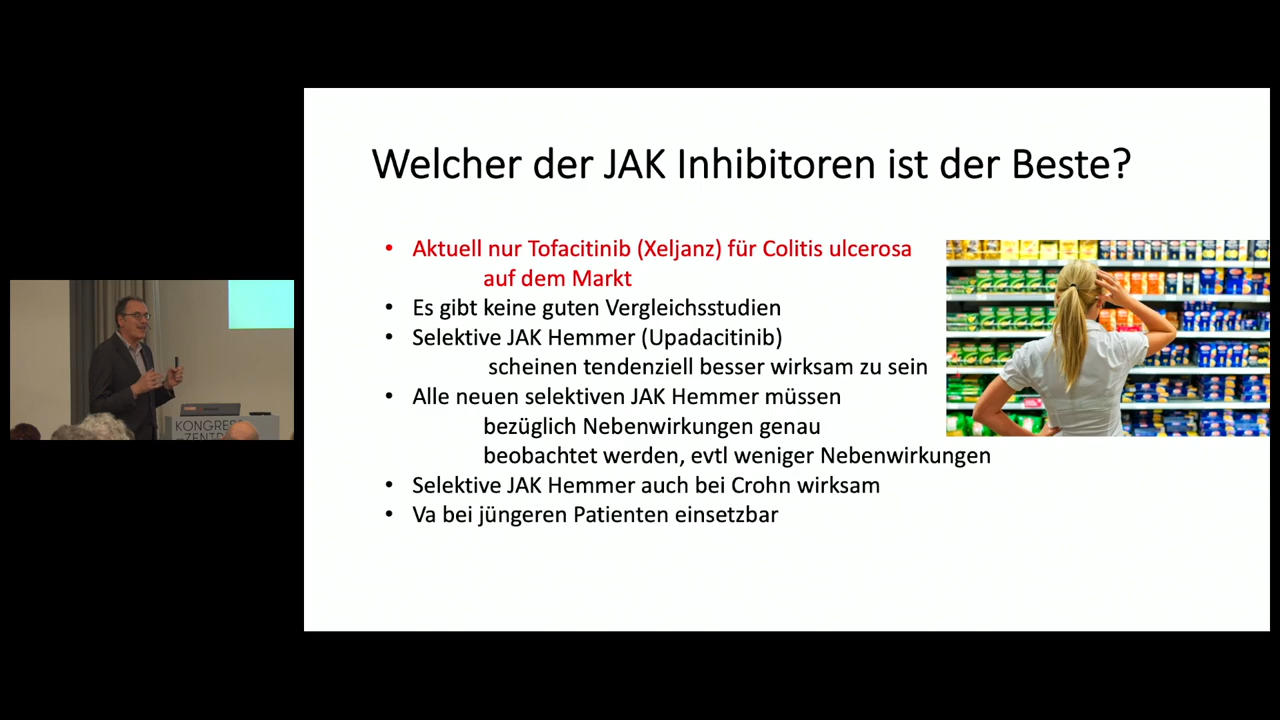 Welcher der JAK Inhibitoren ist der Beste?
• Aktuell nur Tofacitinib (Xeljanz) für Colitis ulcerosa
auf dem Markt
• Es gibt keine guten Vergleichsstudien
• Selektive JAK Hemmer (Upadacitinib)
scheinen tendenziell besser wirksam zu sein
• Alle neuen selektiven JAK Hemmer müssen
bezüglich Nebenwirkungen genau
beobachtet werden, evtl weniger Nebenwirkungen
• Selektive JAK Hemmer auch bei Crohn wirksam
• Va bei jüngeren Patienten einsetzbar
KONGRESS